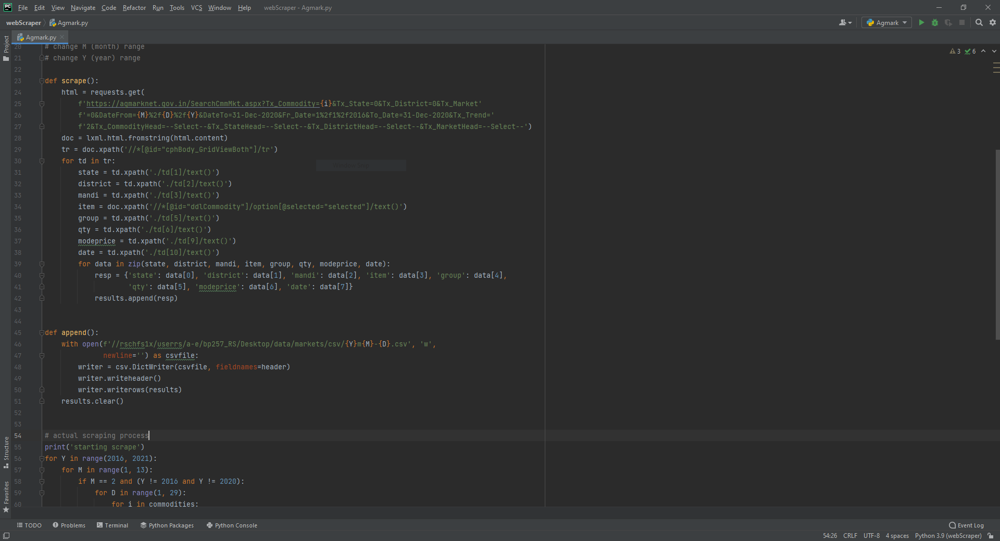 PC File Edit View Navigate Code Refactor Run Tools VCS Window Help webScraper - Agmark.py
webScraper Agmark.py Agmark
Project Agmark.py
20 # change M (month) range
3 6
21 # change Y (year) range
22
23 def scrape():
24 html = requests.get(
25 f'https://agmarknet.gov.in/SearchCmmMkt.aspx?Tx_Commodity={i}&Tx_State=0&Tx_District=0&Tx_Market'
26 f'=0&DateFrom={M}%2f{D}%2f{Y}&DateTo=31-Dec-2020&Fr_Date=1%2f1%2f2016&To_Date=31-Dec-2020&Tx_Trend='
27 f'2&Tx_CommodityHead=--Select--&Tx_StateHead=--Select--&Tx_DistrictHead=--Select--&Tx_MarketHead=--Select--')
28 doc = lxml.html.fromstring(html.content)
29 tr = doc.xpath('//*[@id="cphBody_GridViewBoth"]/tr')
30 for td in tr:
Window Snip
31 state = td.xpath('./td[1]/text()')
32 district = td.xpath('./td[2]/text()')
33 mandi = td.xpath('./td[3]/text()')
34 item = doc.xpath('//*[@id="ddlCommodity"]/option[@selected="selected"]/text()')
35 group = td.xpath('./td[5]/text()')
36 qty = td.xpath('./td[6]/text()')
37 modeprice = td.xpath('./td[9]/text()')
38 date = td.xpath('./td[10]/text()')
39 for data in zip(state, district, mandi, item, group, qty, modeprice, date):
40 resp = {'state': data[0], 'district': data[1], 'mandi': data[2], 'item': data[3], 'group': data[4],
41 'qty': data[5], 'modeprice': data[6], 'date': data[7]}
42 results.append(resp)
43
44
45 def append():
46 with open(f'//rschfs1x/userrs/a-e/bp257_RS/Desktop/data/markets/csv/{Y}m{M}-{D}.csv', 'w',
47 newline='') as csvfile:
48 writer = csv.DictWriter(csvfile, fieldnames=header)
49 writer.writeheader()
50 writer.writerows(results)
51 results.clear()
52
53
54 # actual scraping process
55 print('starting scrape')
Structure
56 for Y in range(2016, 2021):
57 for M in range(1, 13):
58 if M == 2 and (Y != 2016 and Y != 2020):
59 for D in range(1, 29):
Favorites
60 for i in commodities:
TODO Problems Terminal Python Packages Python Console Event Log
54:26 CRLF UTF-8 4 spaces Python 3.9 (webScraper)